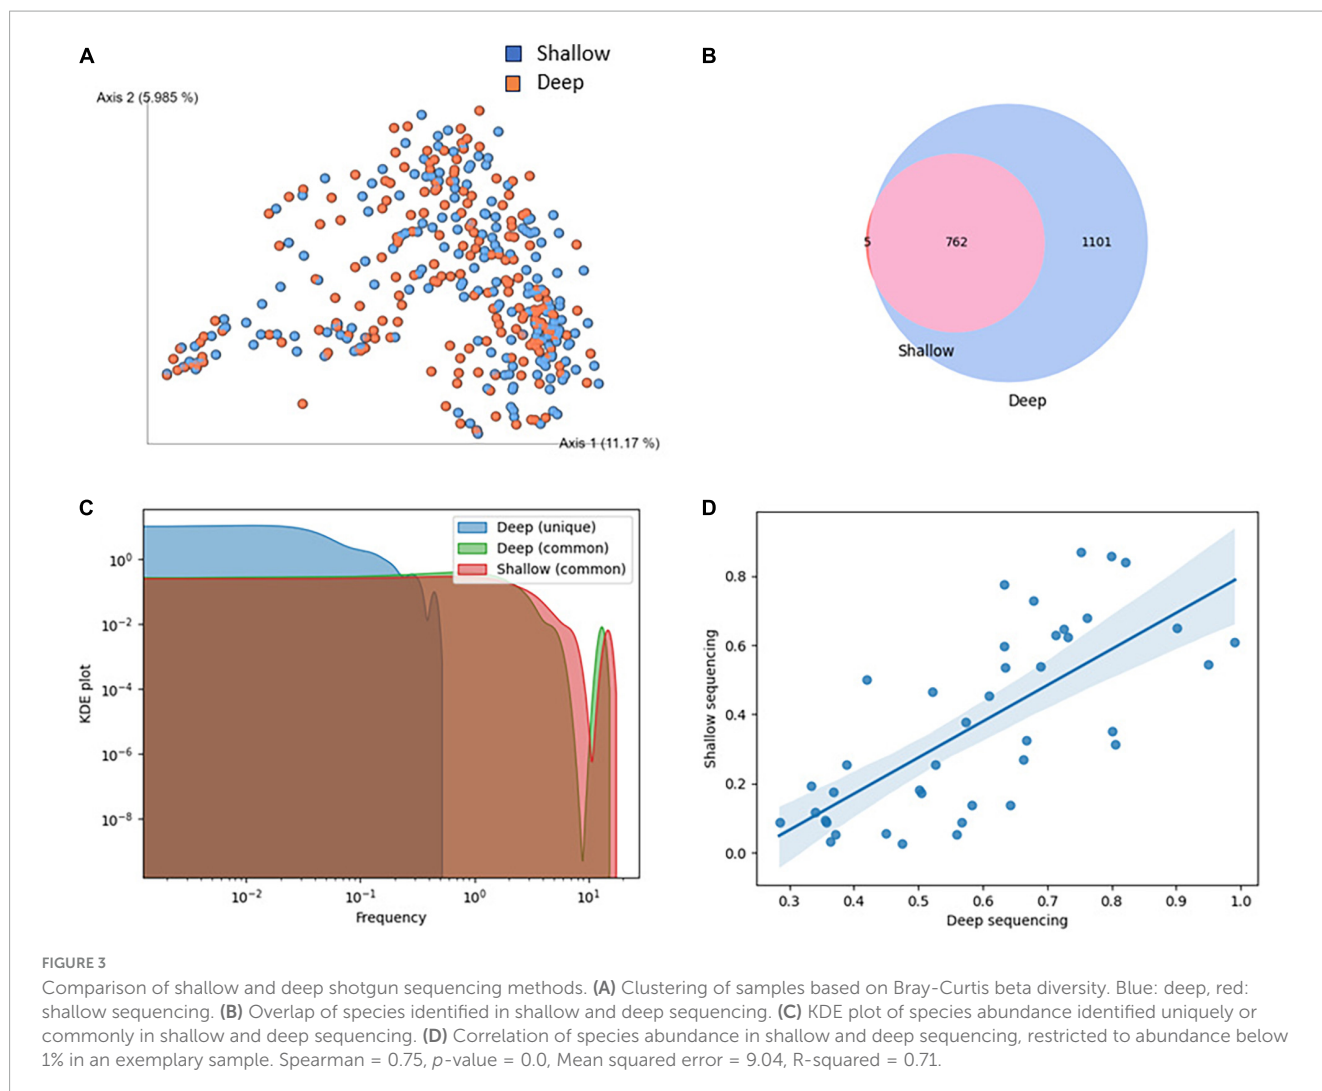 A
Shallow
Deep
Axis 2 (5.985 %)
Axis 1 (11.17 %)
B
5
762
1101
Shallow
Deep
C
Deep (unique)
Deep (common)
Shallow (common)
10⁰
10⁻²
10⁻⁴
10⁻⁶
10⁻⁸
KDE plot
10⁻² 10⁻¹ 10⁰ 10¹
Frequency
D
0.8
0.6
0.4
0.2
0.0
Shallow sequencing
0.3 0.4 0.5 0.6 0.7 0.8 0.9 1.0
Deep sequencing
FIGURE 3
Comparison of shallow and deep shotgun sequencing methods. (A) Clustering of samples based on Bray-Curtis beta diversity. Blue: deep, red:
shallow sequencing. (B) Overlap of species identified in shallow and deep sequencing. (C) KDE plot of species abundance identified uniquely or
commonly in shallow and deep sequencing. (D) Correlation of species abundance in shallow and deep sequencing, restricted to abundance below
1% in an exemplary sample. Spearman = 0.75, p-value = 0.0, Mean squared error = 9.04, R-squared = 0.71.